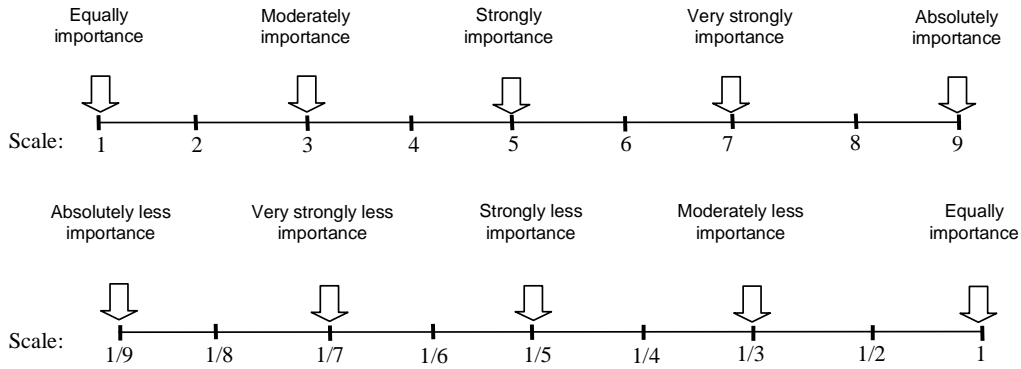 Equally importance
Moderately importance
Strongly importance
Very strongly importance
Absolutely importance
Scale: 1 2 3 4 5 6 7 8 9
Absolutely less importance
Very strongly less importance
Strongly less importance
Moderately less importance
Equally importance
Scale: 1/9 1/8 1/7 1/6 1/5 1/4 1/3 1/2 1